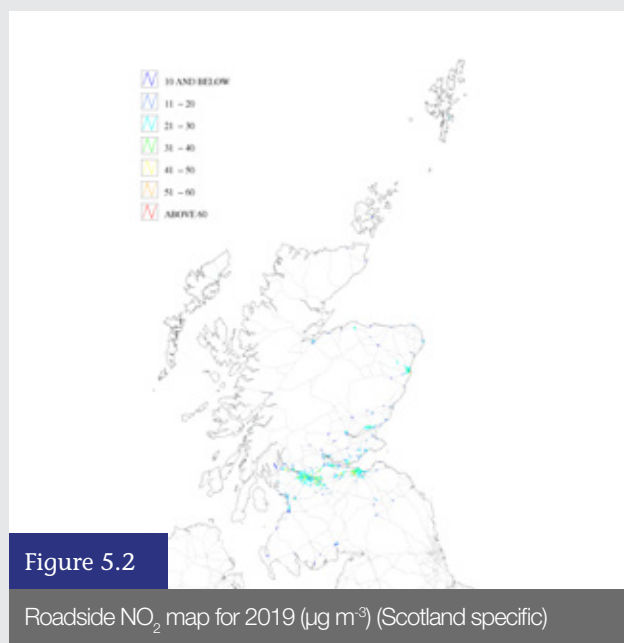 10 AND BELOW
11 – 20
21 – 30
31 – 40
41 – 50
51 – 60
ABOVE 60
Figure 5.2
Roadside NO₂ map for 2019 (µg m⁻³) (Scotland specific)